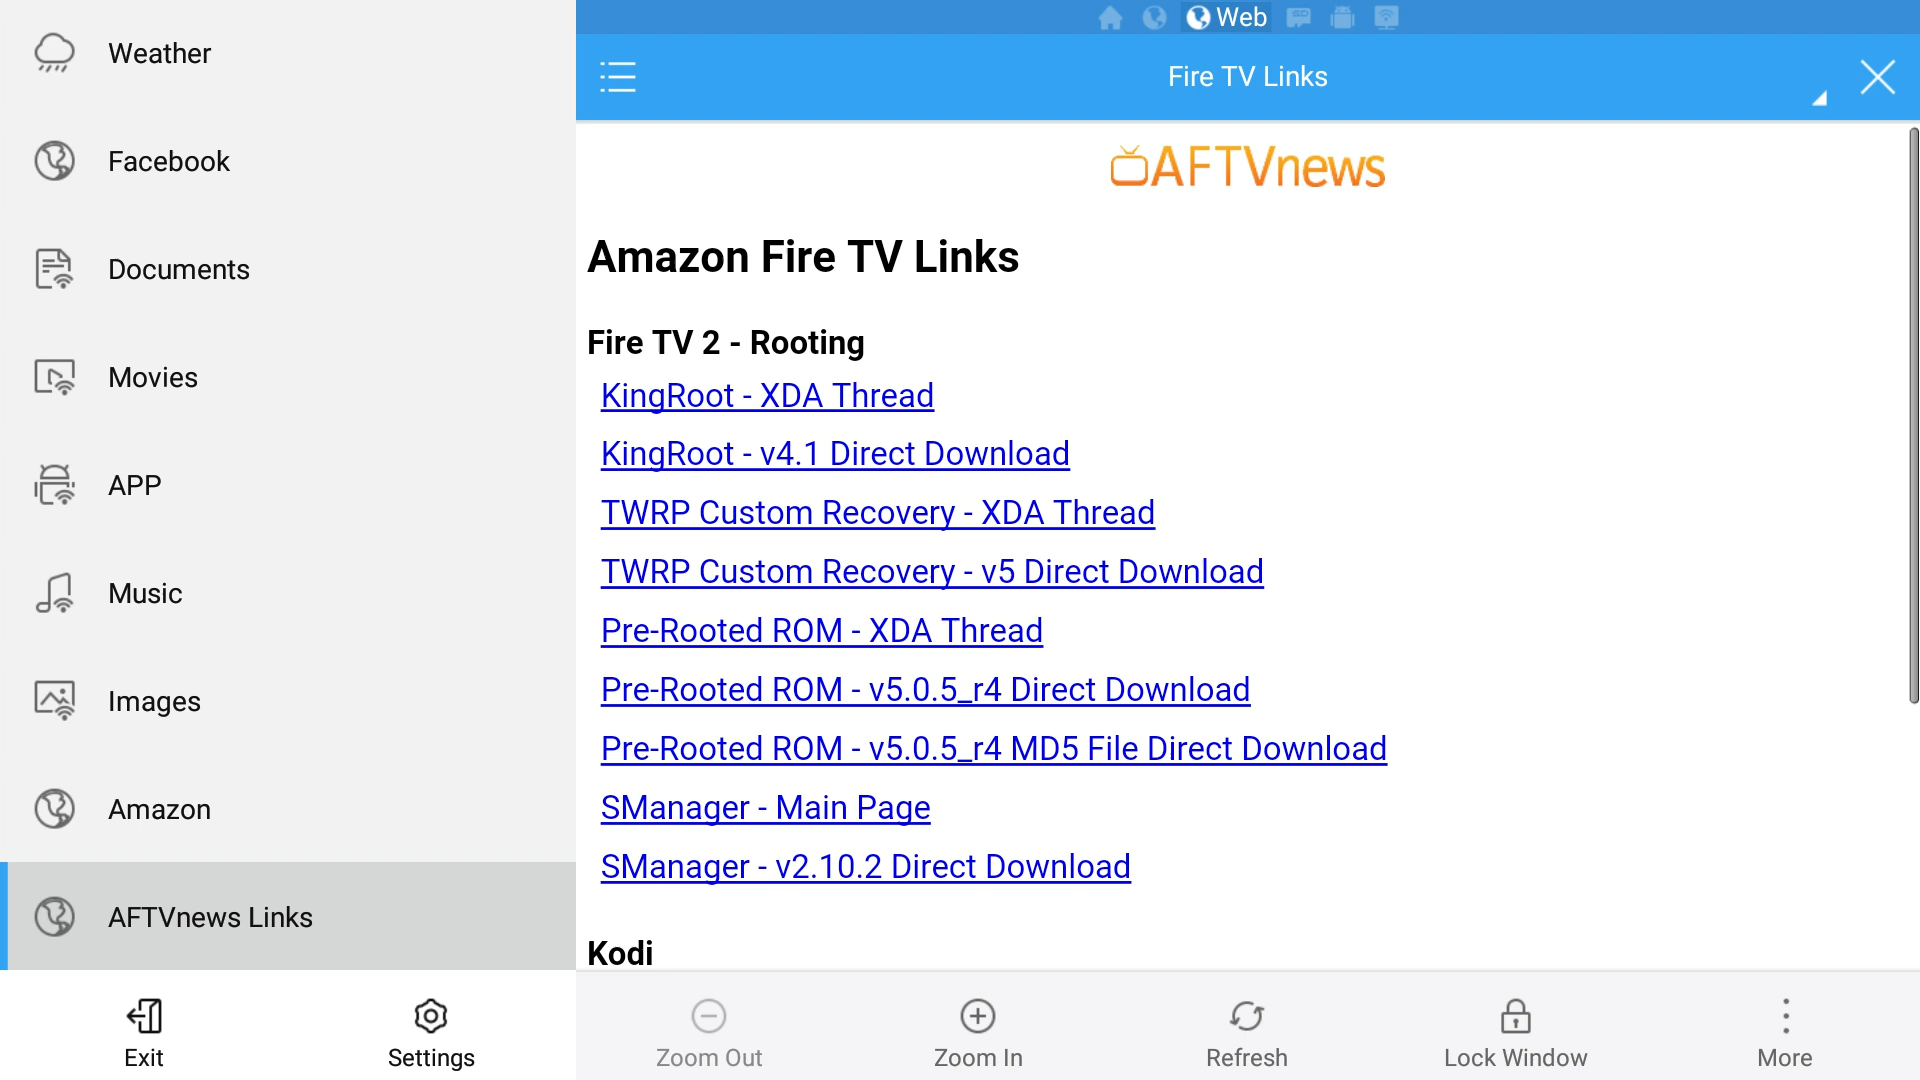 Weather
Facebook
Documents
Movies
APP
Music
Images
Amazon
AFTVnews Links
Exit
Settings
Web
Fire TV Links
AFTVnews
Amazon Fire TV Links
Fire TV 2 - Rooting
KingRoot - XDA Thread
KingRoot - v4.1 Direct Download
TWRP Custom Recovery - XDA Thread
TWRP Custom Recovery - v5 Direct Download
Pre-Rooted ROM - XDA Thread
Pre-Rooted ROM - v5.0.5_r4 Direct Download
Pre-Rooted ROM - v5.0.5_r4 MD5 File Direct Download
SManager - Main Page
SManager - v2.10.2 Direct Download
Kodi
Zoom Out
Zoom In
Refresh
Lock Window
More